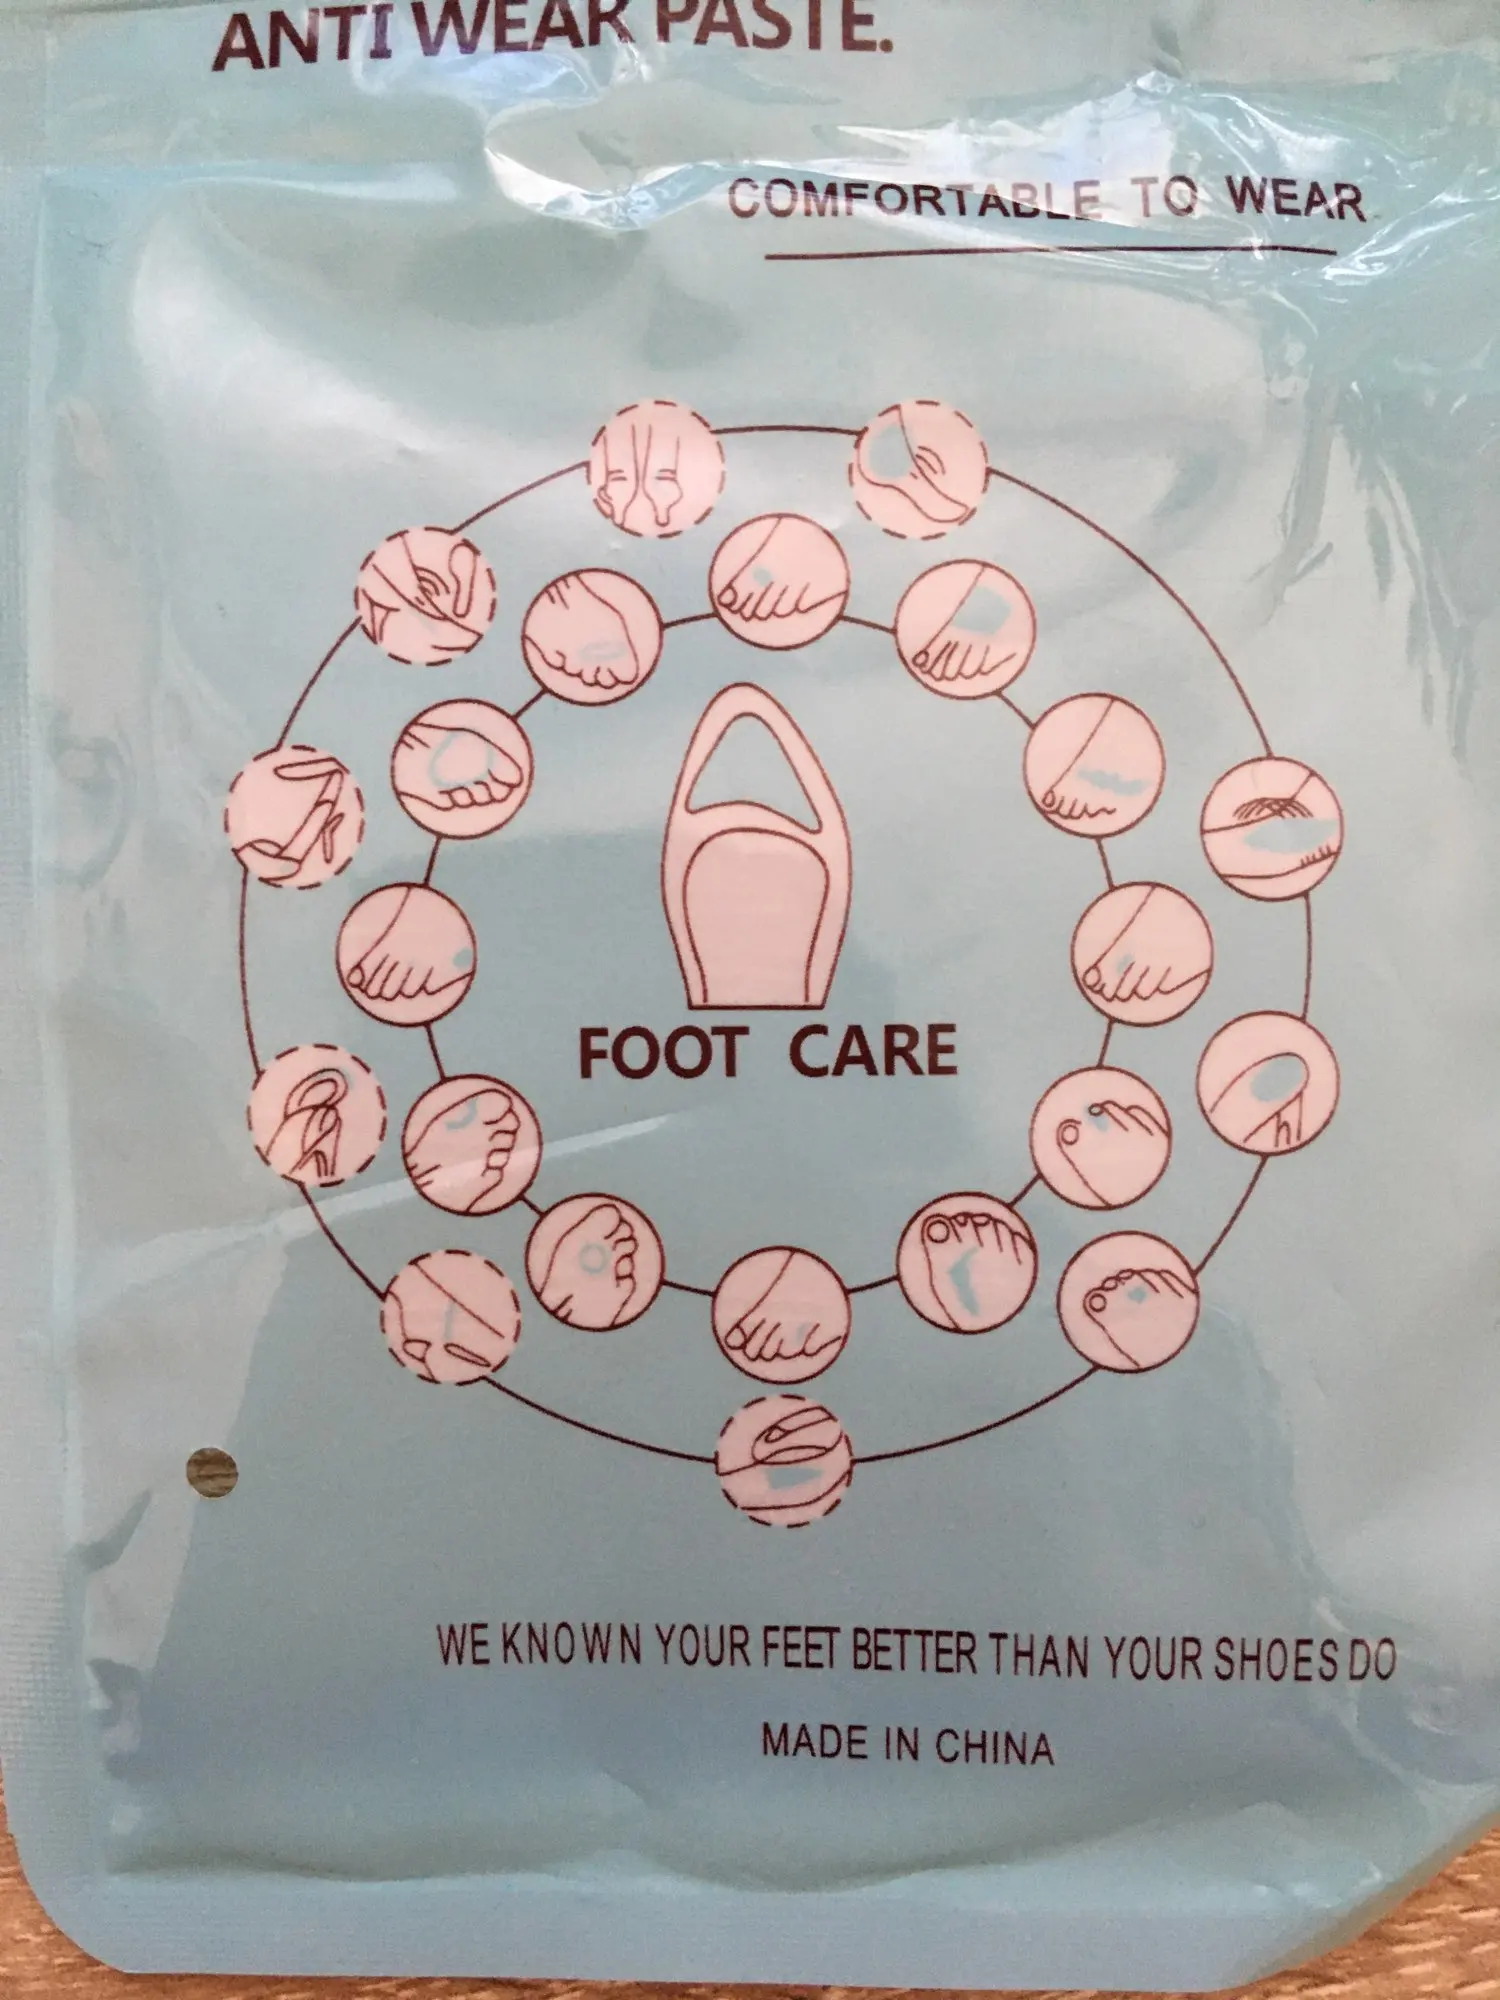 ANTI WEAR PASTE.
COMFORTABLE TO WEAR
FOOT CARE
WE KNOWN YOUR FEET BETTER THAN YOUR SHOES DO
MADE IN CHINA